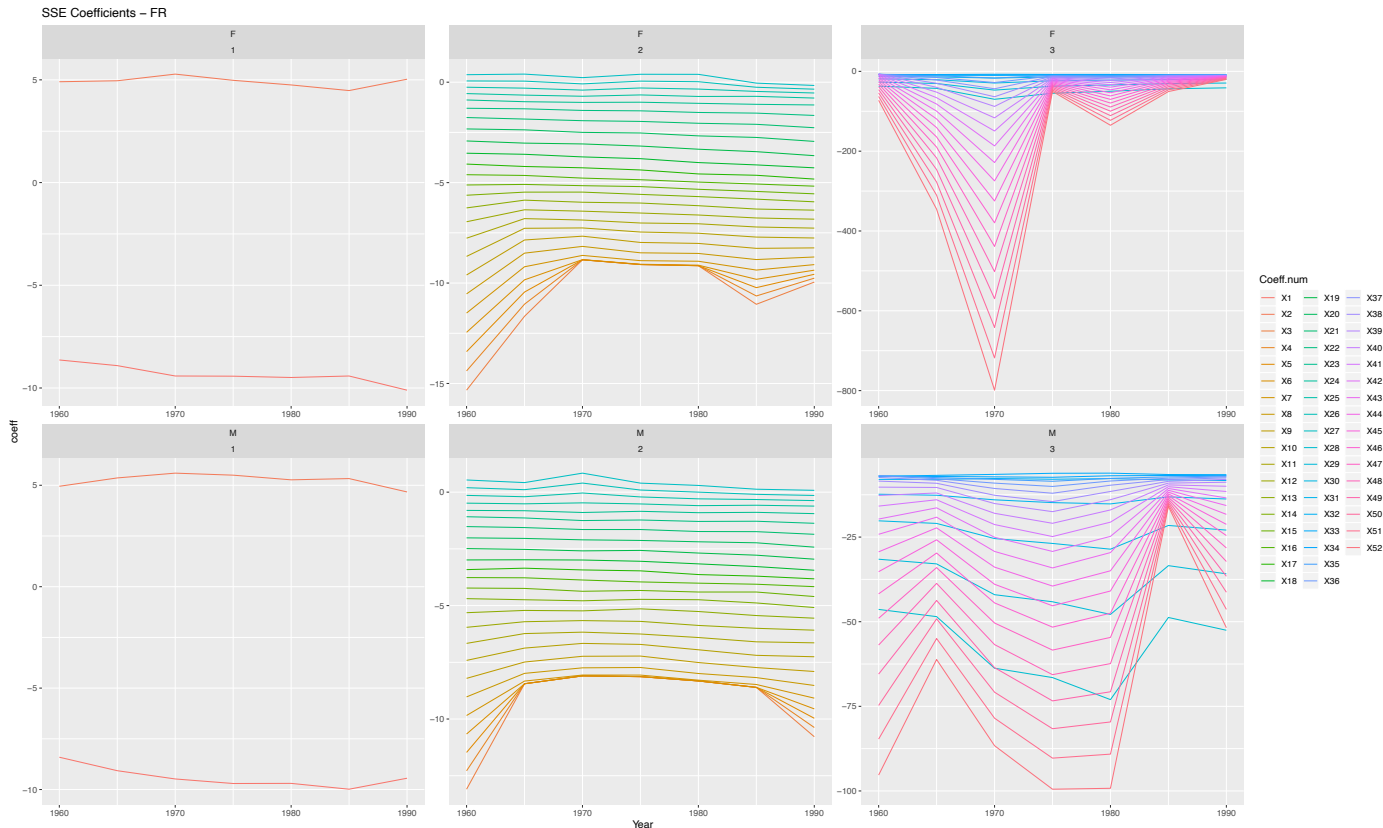 SSE Coefficients – FR
F
1
F
2
F
3
5
0
−5
−10
0
−5
−10
−15
0
−200
−400
−600
−800
1960 1970 1980 1990
1960 1970 1980 1990
1960 1970 1980 1990
M
1
M
2
M
3
5
0
−5
−10
0
−5
−10
−25
−50
−75
−100
1960 1970 1980 1990
1960 1970 1980 1990
1960 1970 1980 1990
coeff
Year
Coeff.num
X1 X19 X37
X2 X20 X38
X3 X21 X39
X4 X22 X40
X5 X23 X41
X6 X24 X42
X7 X25 X43
X8 X26 X44
X9 X27 X45
X10 X28 X46
X11 X29 X47
X12 X30 X48
X13 X31 X49
X14 X32 X50
X15 X33 X51
X16 X34 X52
X17 X35
X18 X36